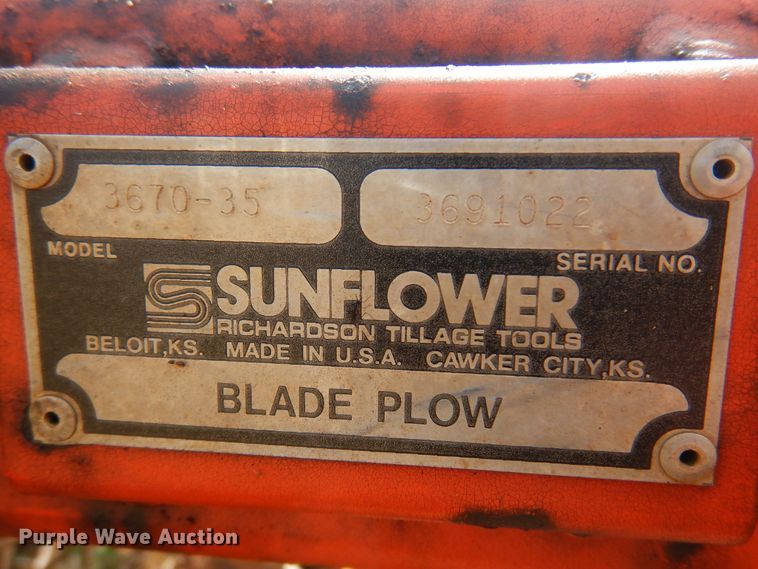 3670-35 3691022
MODEL SERIAL NO.
SUNFLOWER
RICHARDSON TILLAGE TOOLS
BELOIT,KS. MADE IN U.S.A. CAWKER CITY,KS.
BLADE PLOW
Purple Wave Auction®